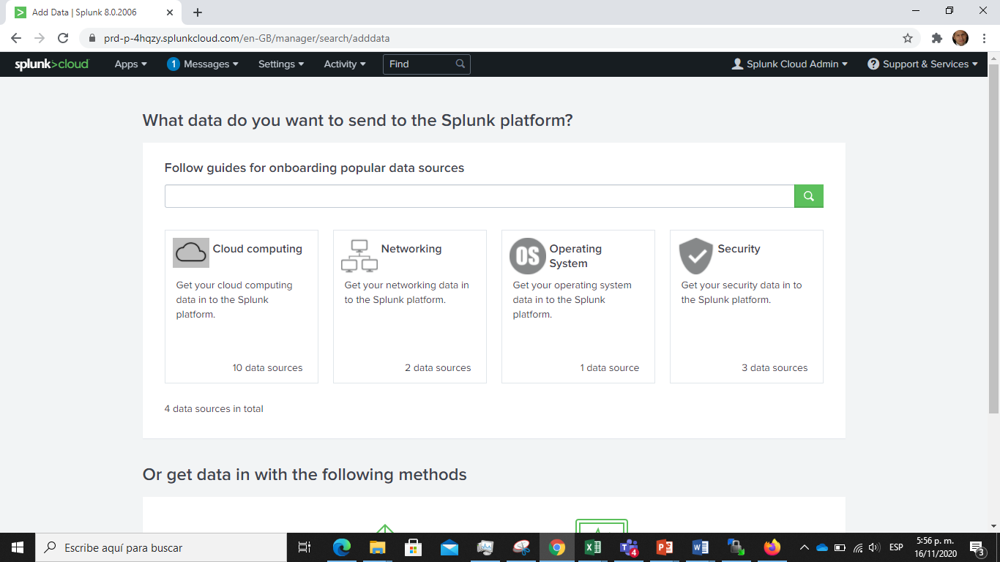 Add Data | Splunk 8.0.2006
prd-p-4hqzy.splunkcloud.com/en-GB/manager/search/adddata
splunk>cloud Apps 1 Messages Settings Activity Find Splunk Cloud Admin ? Support & Services
What data do you want to send to the Splunk platform?
Follow guides for onboarding popular data sources
Cloud computing
Get your cloud computing
data in to the Splunk
platform.
10 data sources
Networking
Get your networking data in
to the Splunk platform.
2 data sources
OS
Operating
System
Get your operating system
data in to the Splunk
platform.
1 data source
Security
Get your security data in to
the Splunk platform.
3 data sources
4 data sources in total
Or get data in with the following methods
Escribe aquí para buscar
4
ESP
5:56 p. m.
16/11/2020
3